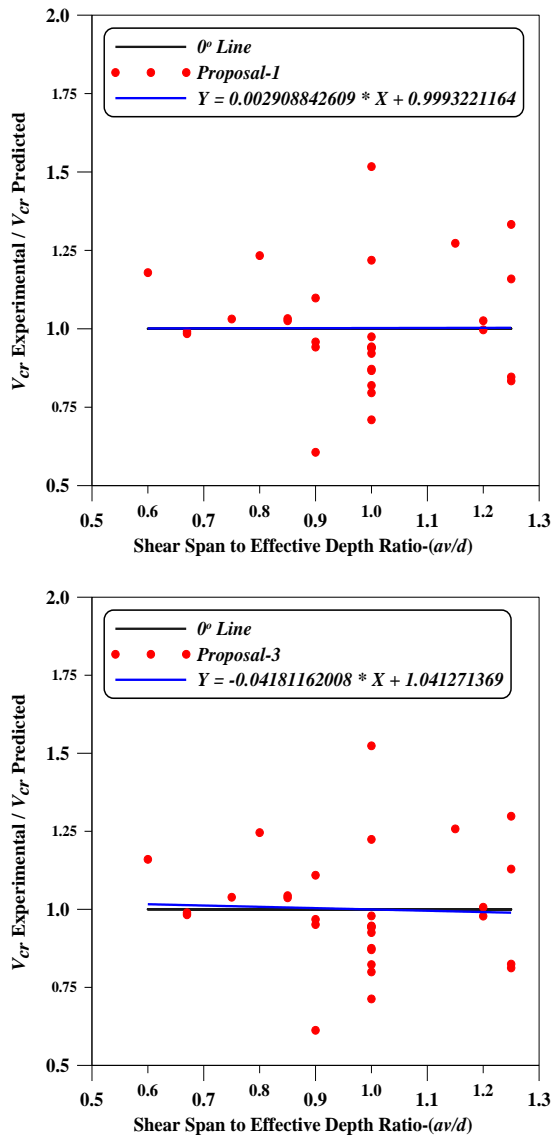 2.0
0º Line
Proposal-1
Y = 0.002908842609 * X + 0.9993221164
1.75
1.5
1.25
1.0
0.75
0.5
Vcr Experimental / Vcr Predicted
0.5 0.6 0.7 0.8 0.9 1.0 1.1 1.2 1.3
Shear Span to Effective Depth Ratio-(av/d)
2.0
0º Line
Proposal-3
Y = -0.04181162008 * X + 1.041271369
1.75
1.5
1.25
1.0
0.75
0.5
Vcr Experimental / Vcr Predicted
0.5 0.6 0.7 0.8 0.9 1.0 1.1 1.2 1.3
Shear Span to Effective Depth Ratio-(av/d)